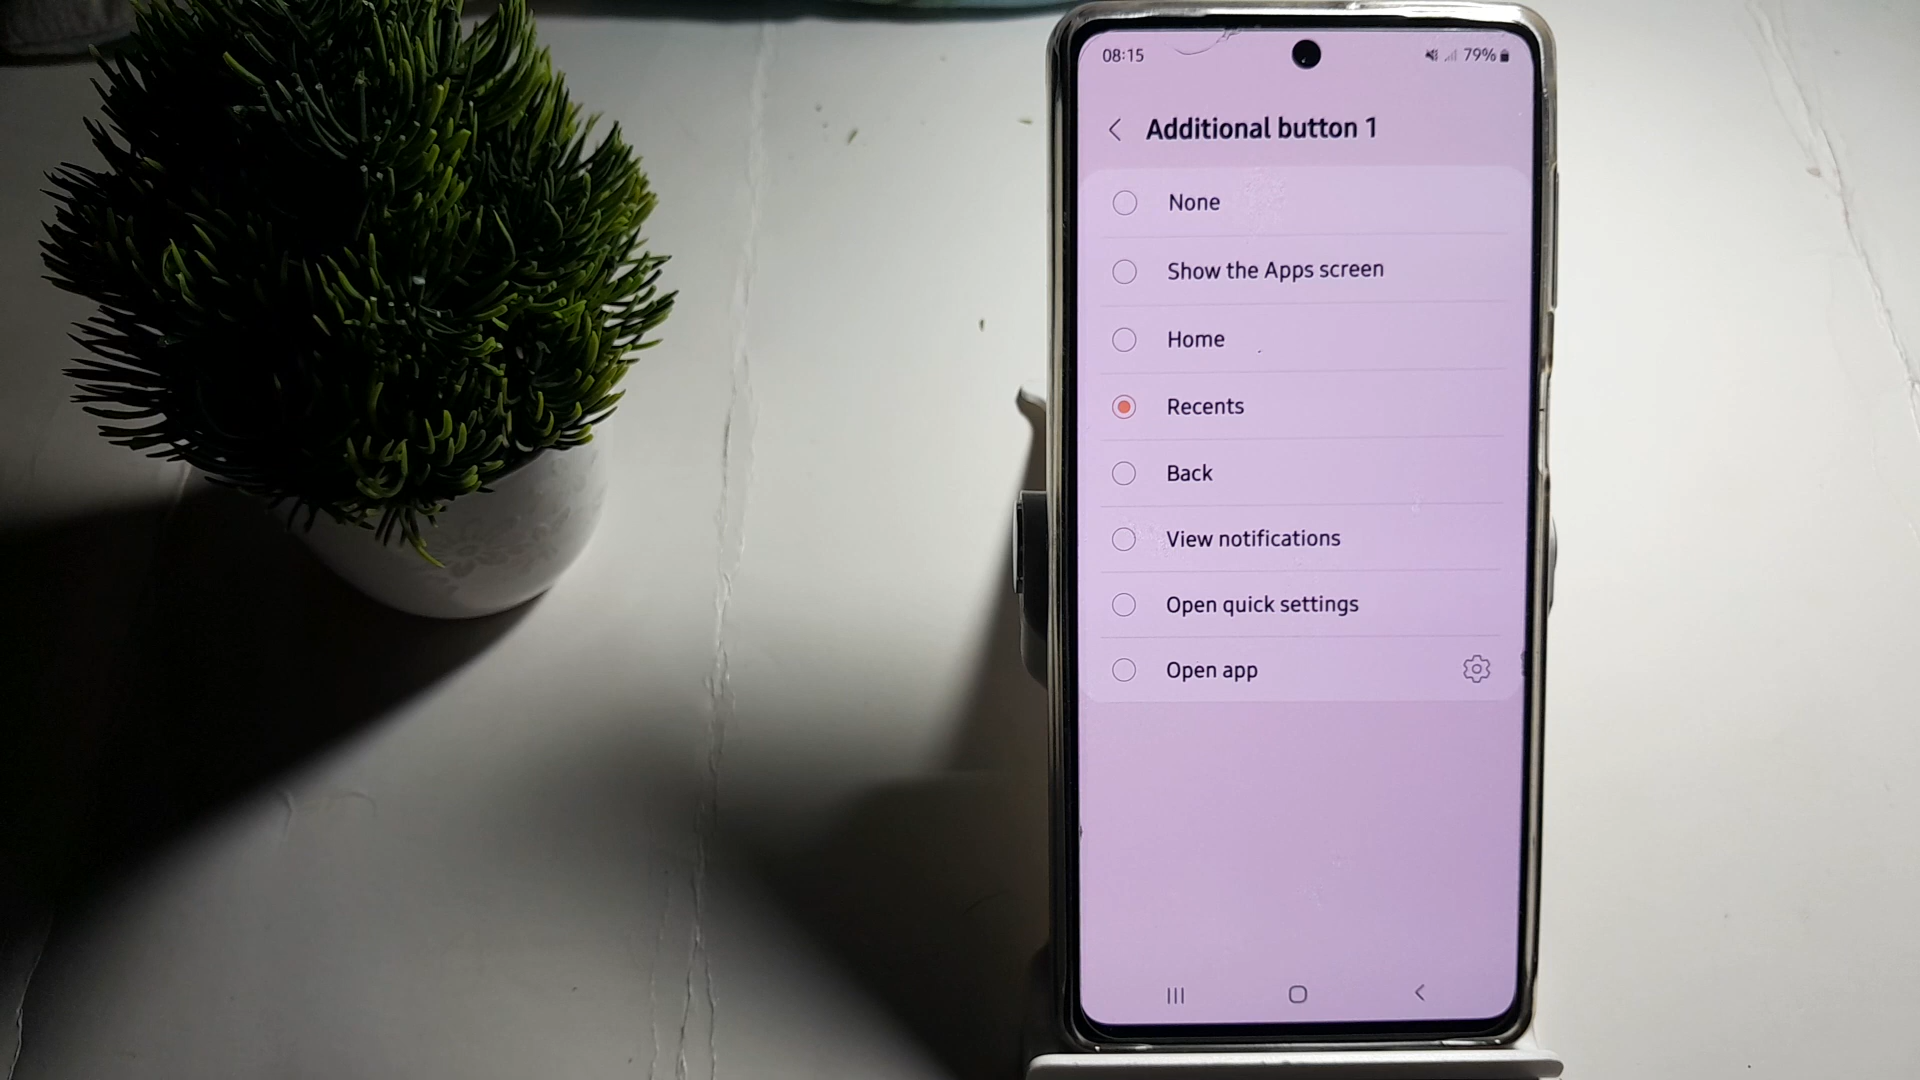 08:15 79%
Additional button 1
None
Show the Apps screen
Home
Recents
Back
View notifications
Open quick settings
Open app